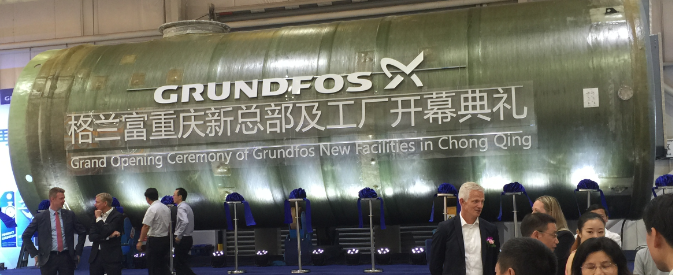 GRUNDFOS
格兰富重庆新总部及工厂开幕典礼
Grand Opening Ceremony of Grundfos New Facilities in Chong Qing